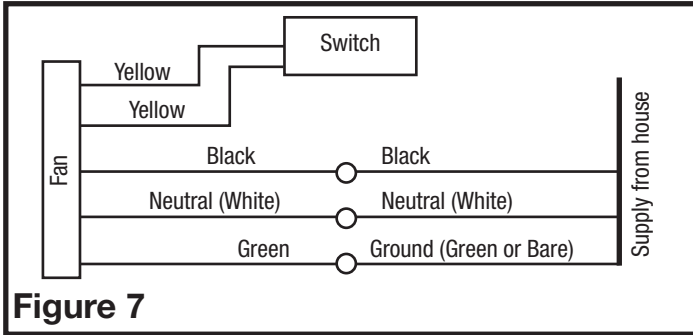 Switch
Yellow
Yellow
Black Black
Neutral (White) Neutral (White)
Green Ground (Green or Bare)
Fan
Supply from house
Figure 7